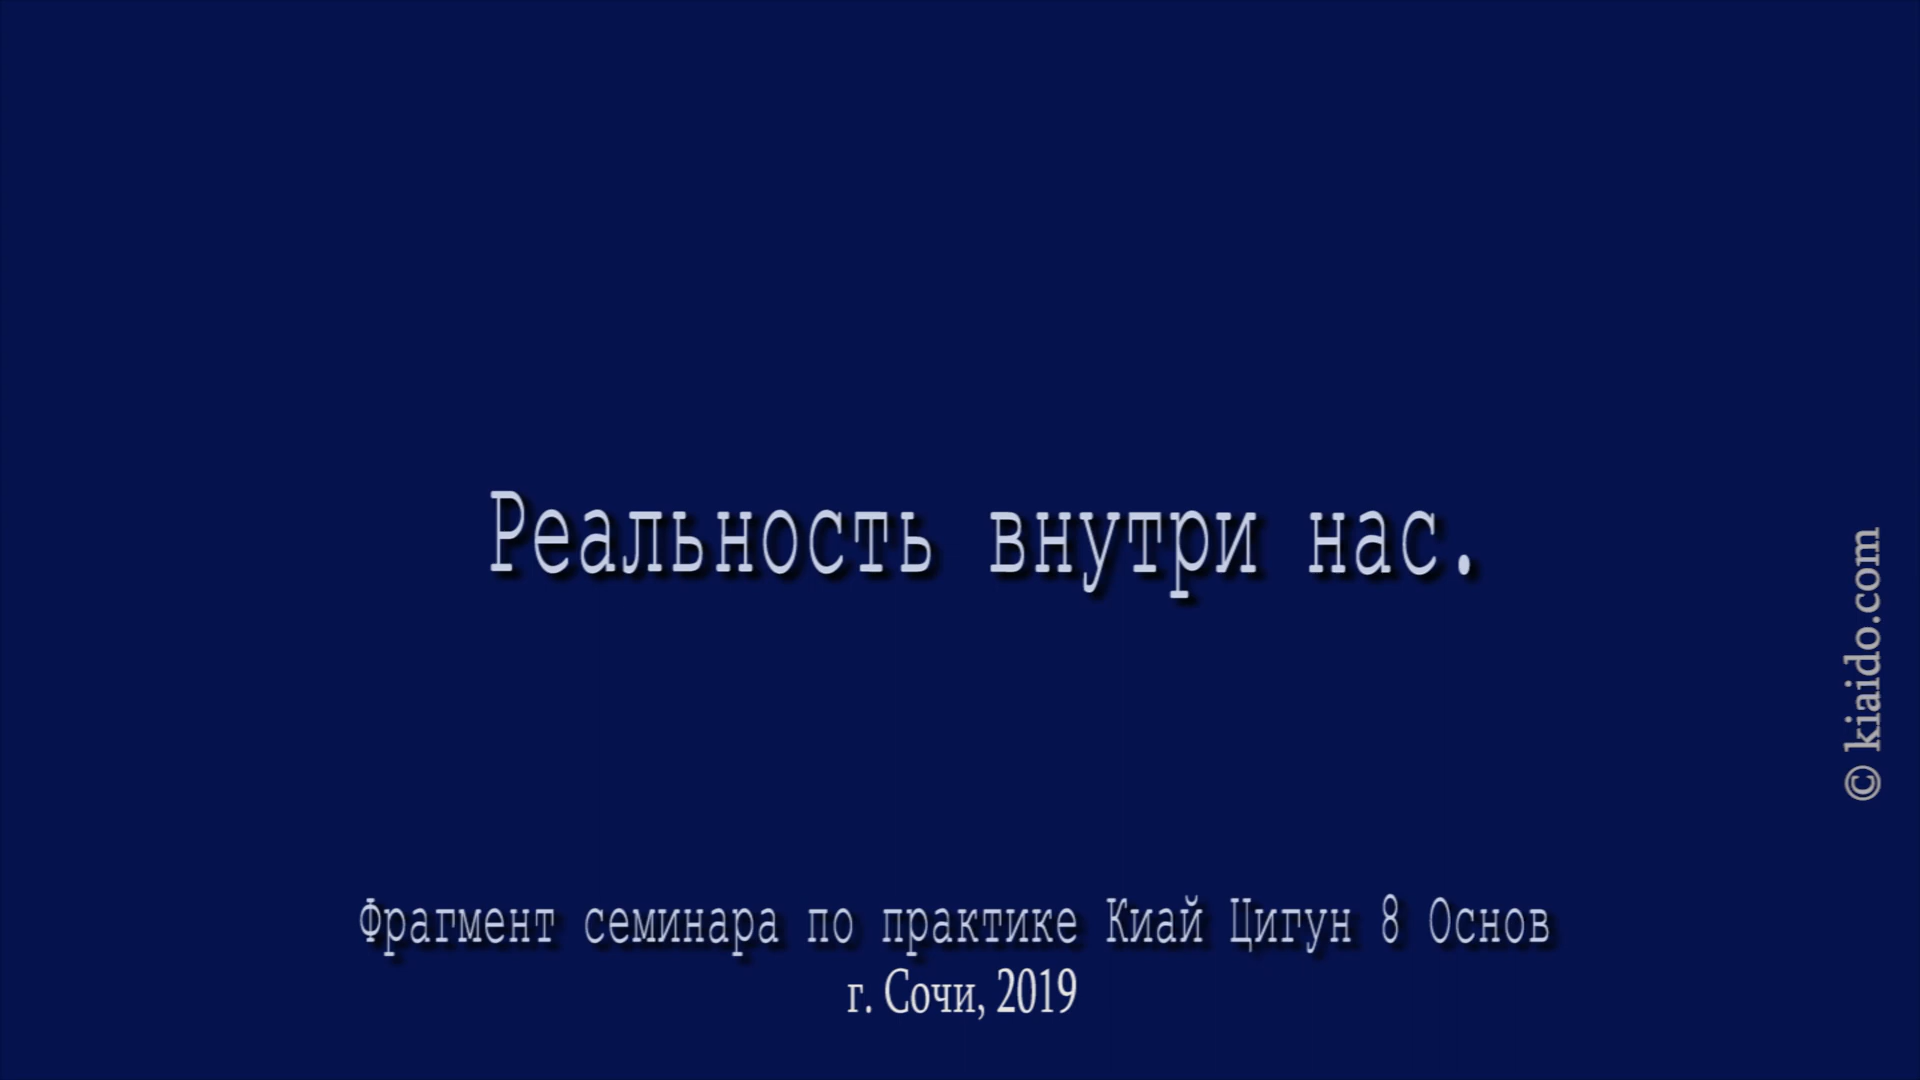 Реальность внутри нас.
© kiaido.com
Фрагмент семинара по практике Киай Цигун 8 Основ
г. Сочи, 2019